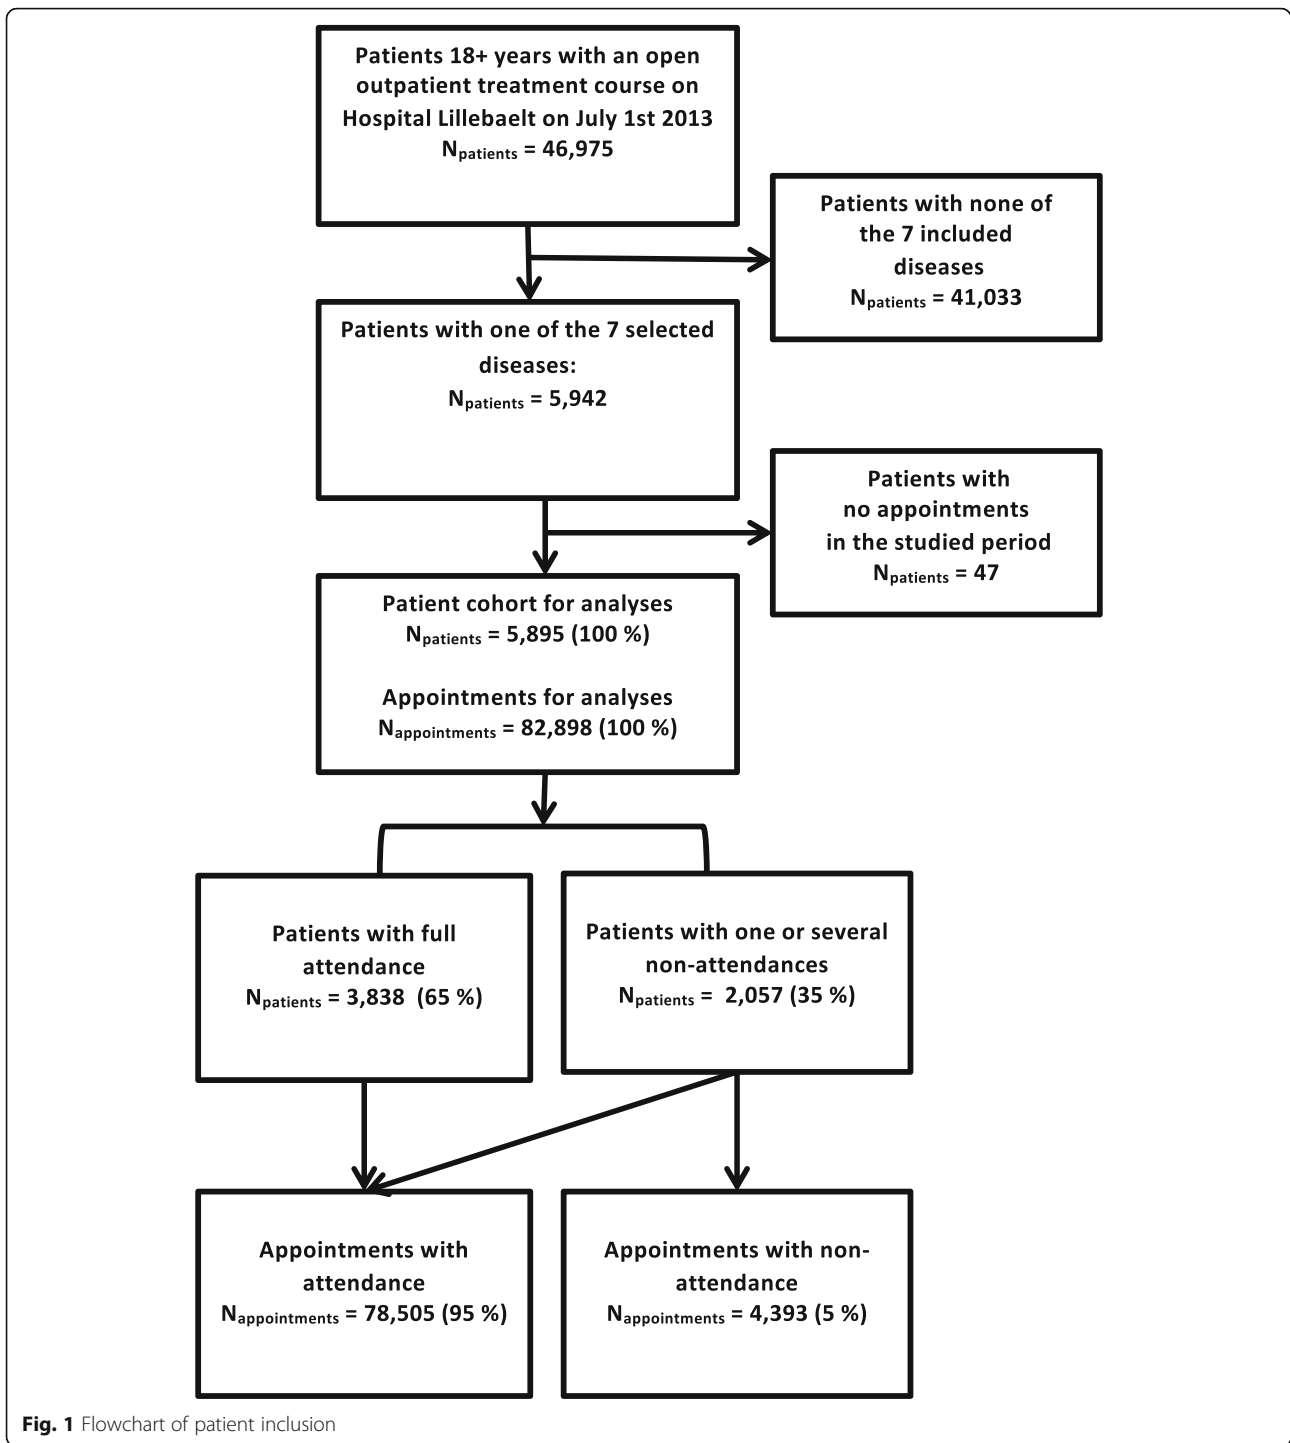 Patients 18+ years with an open
outpatient treatment course on
Hospital Lillebaelt on July 1st 2013
Npatients = 46,975
Patients with none of
the 7 included
diseases
Npatients = 41,033
Patients with one of the 7 selected
diseases:
Npatients = 5,942
Patients with
no appointments
in the studied period
Npatients = 47
Patient cohort for analyses
Npatients = 5,895 (100 %)
Appointments for analyses
Nappointments = 82,898 (100 %)
Patients with full
attendance
Npatients = 3,838 (65 %)
Patients with one or several
non-attendances
Npatients = 2,057 (35 %)
Appointments with
attendance
Nappointments = 78,505 (95 %)
Appointments with non-
attendance
Nappointments = 4,393 (5 %)
Fig. 1 Flowchart of patient inclusion